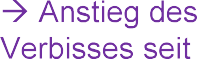 → Anstieg des
Verbisses seit